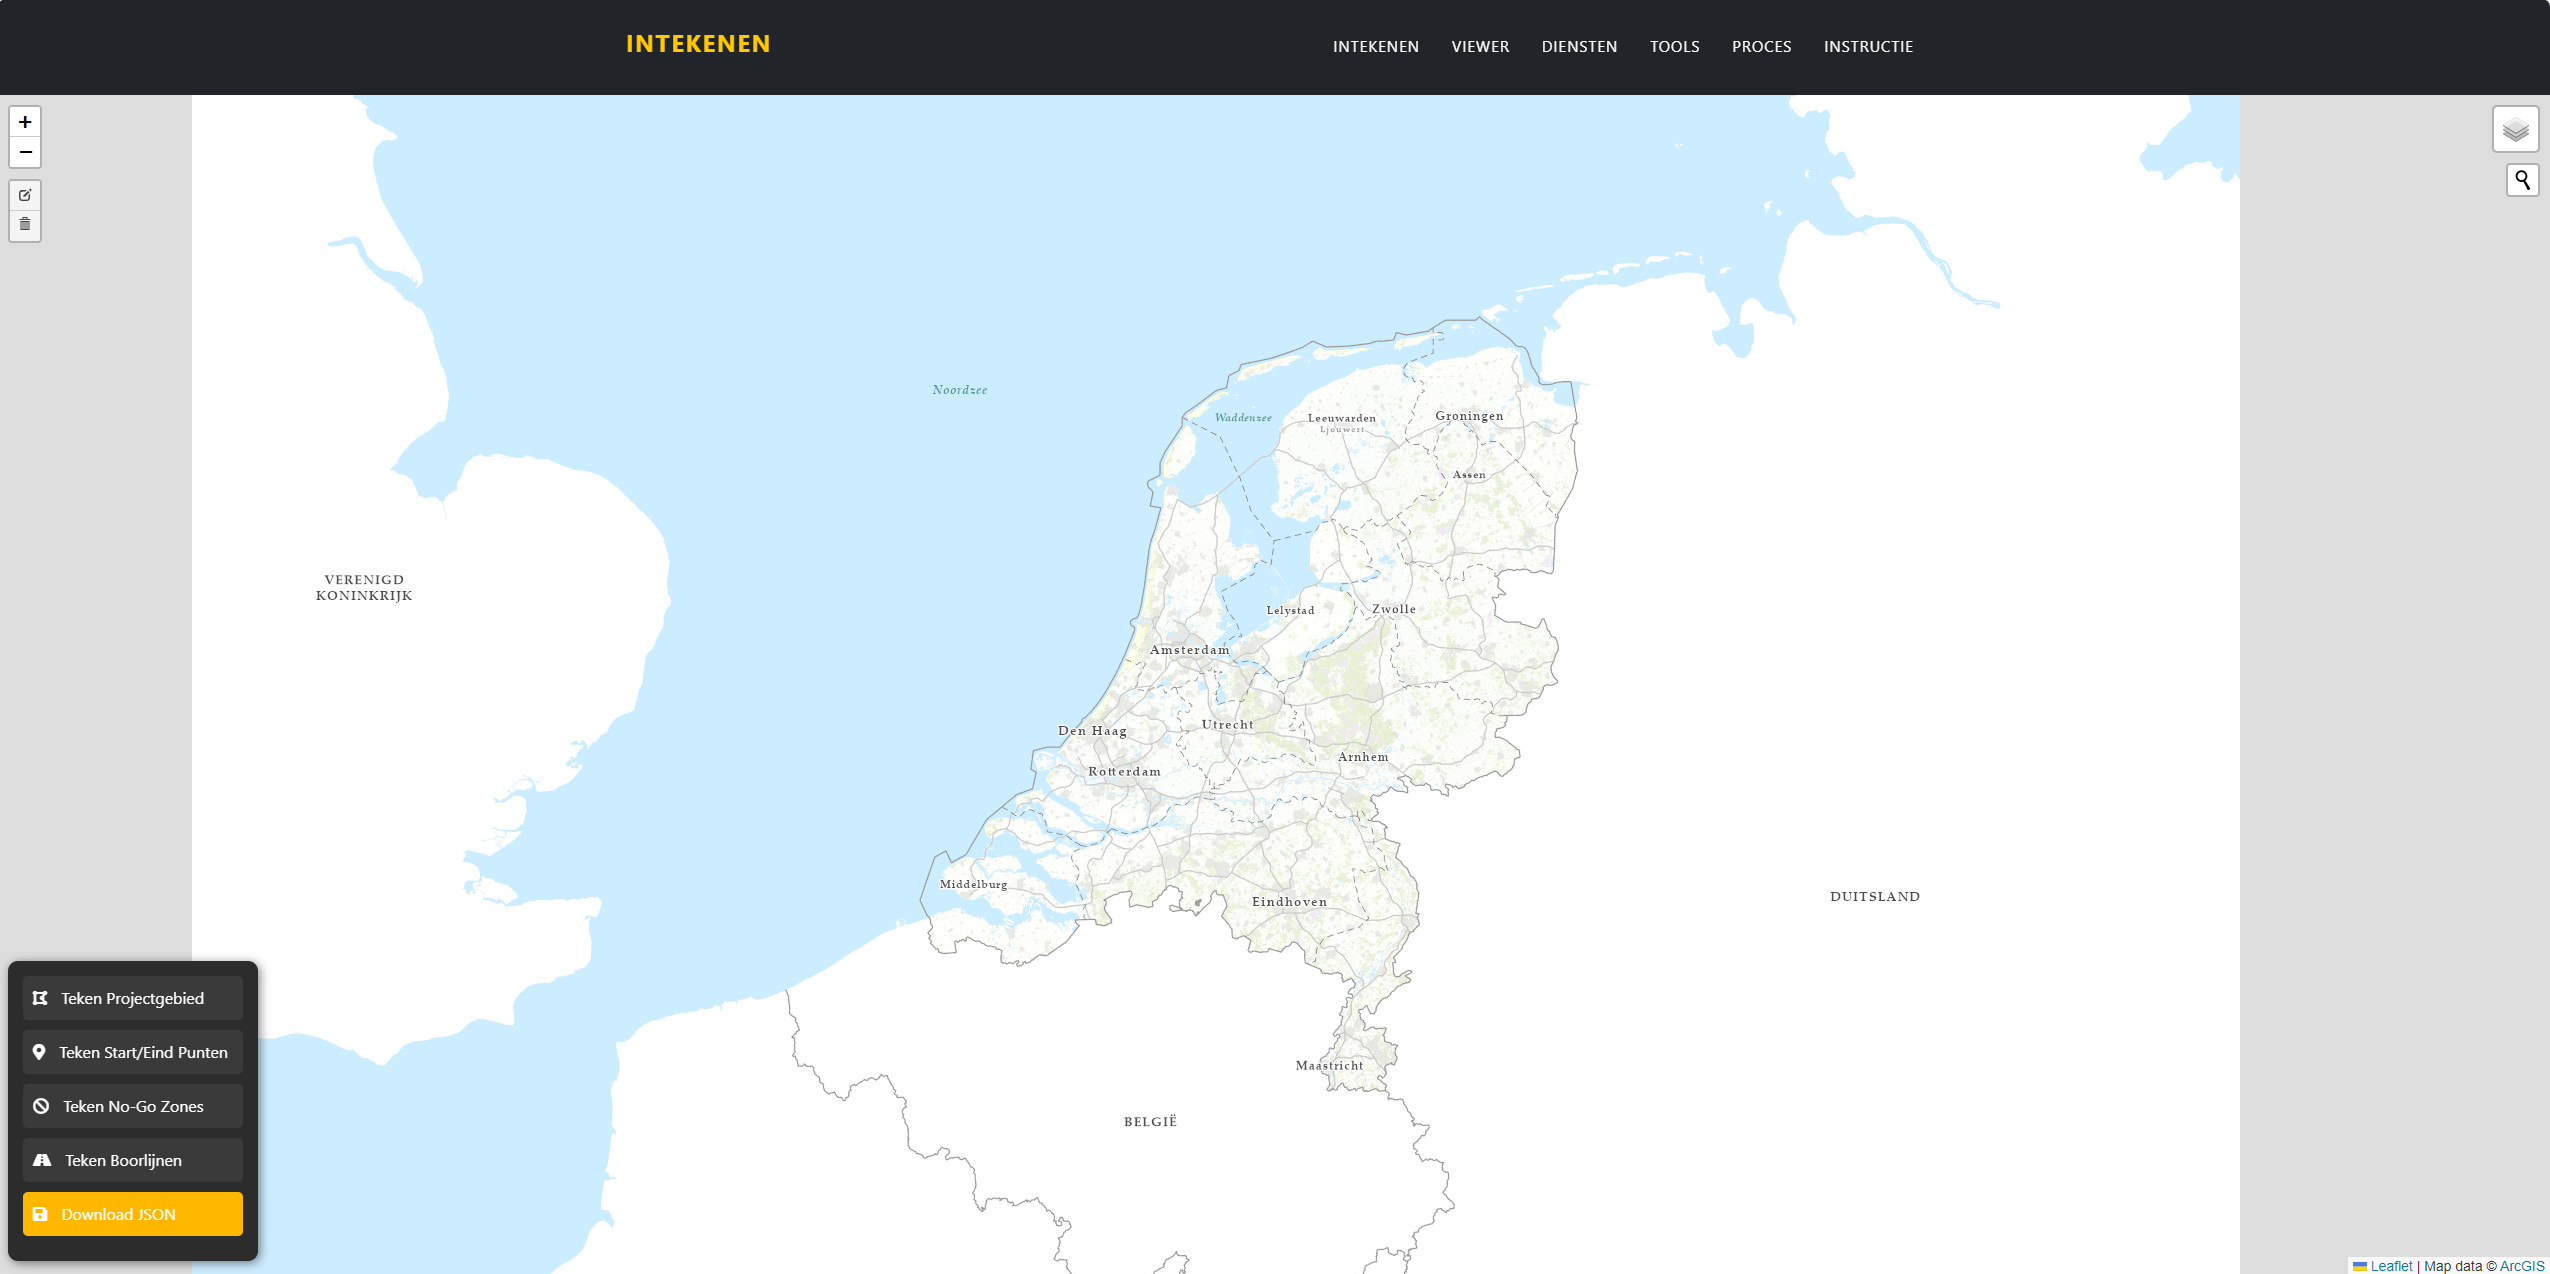 INTEKENEN
INTEKENEN VIEWER DIENSTEN TOOLS PROCES INSTRUCTIE
+
−
Noordzee
Waddenzee
Leeuwarden
Ljouwert
Groningen
Assen
VERENIGD
KONINKRIJK
Lelystad
Zwolle
Amsterdam
Utrecht
Den Haag
Arnhem
Rotterdam
Middelburg
Eindhoven
DUITSLAND
Maastricht
BELGIË
Teken Projectgebied
Teken Start/Eind Punten
Teken No-Go Zones
Teken Boorlijnen
Download JSON
Leaflet | Map data © ArcGIS